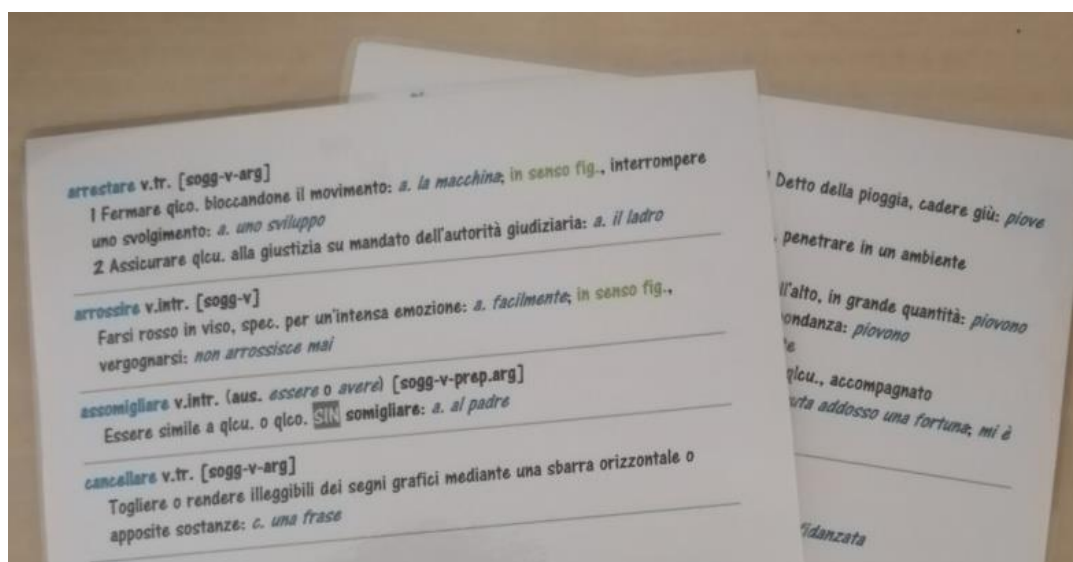 arrestare v.tr. [sogg-v-arg]
1 Fermare qlco. bloccandone il movimento: a. la macchina; in senso fig., interrompere
uno svolgimento: a. uno sviluppo
2 Assicurare qlcu. alla giustizia su mandato dell'autorità giudiziaria: a. il ladro
arrossire v.intr. [sogg-v]
Farsi rosso in viso, spec. per un'intensa emozione: a. facilmente; in senso fig.,
vergognarsi: non arrossisce mai
assomigliare v.intr. (aus. essere o avere) [sogg-v-prep.arg]
Essere simile a qlcu. o qlco. SIN somigliare: a. al padre
cancellare v.tr. [sogg-v-arg]
Togliere o rendere illeggibili dei segni grafici mediante una sbarra orizzontale o
apposite sostanze: c. una frase
Detto della pioggia, cadere giù: piove
penetrare in un ambiente
in grande quantità: piovono
piovono
qlcu., accompagnato
addosso una fortuna; mi è